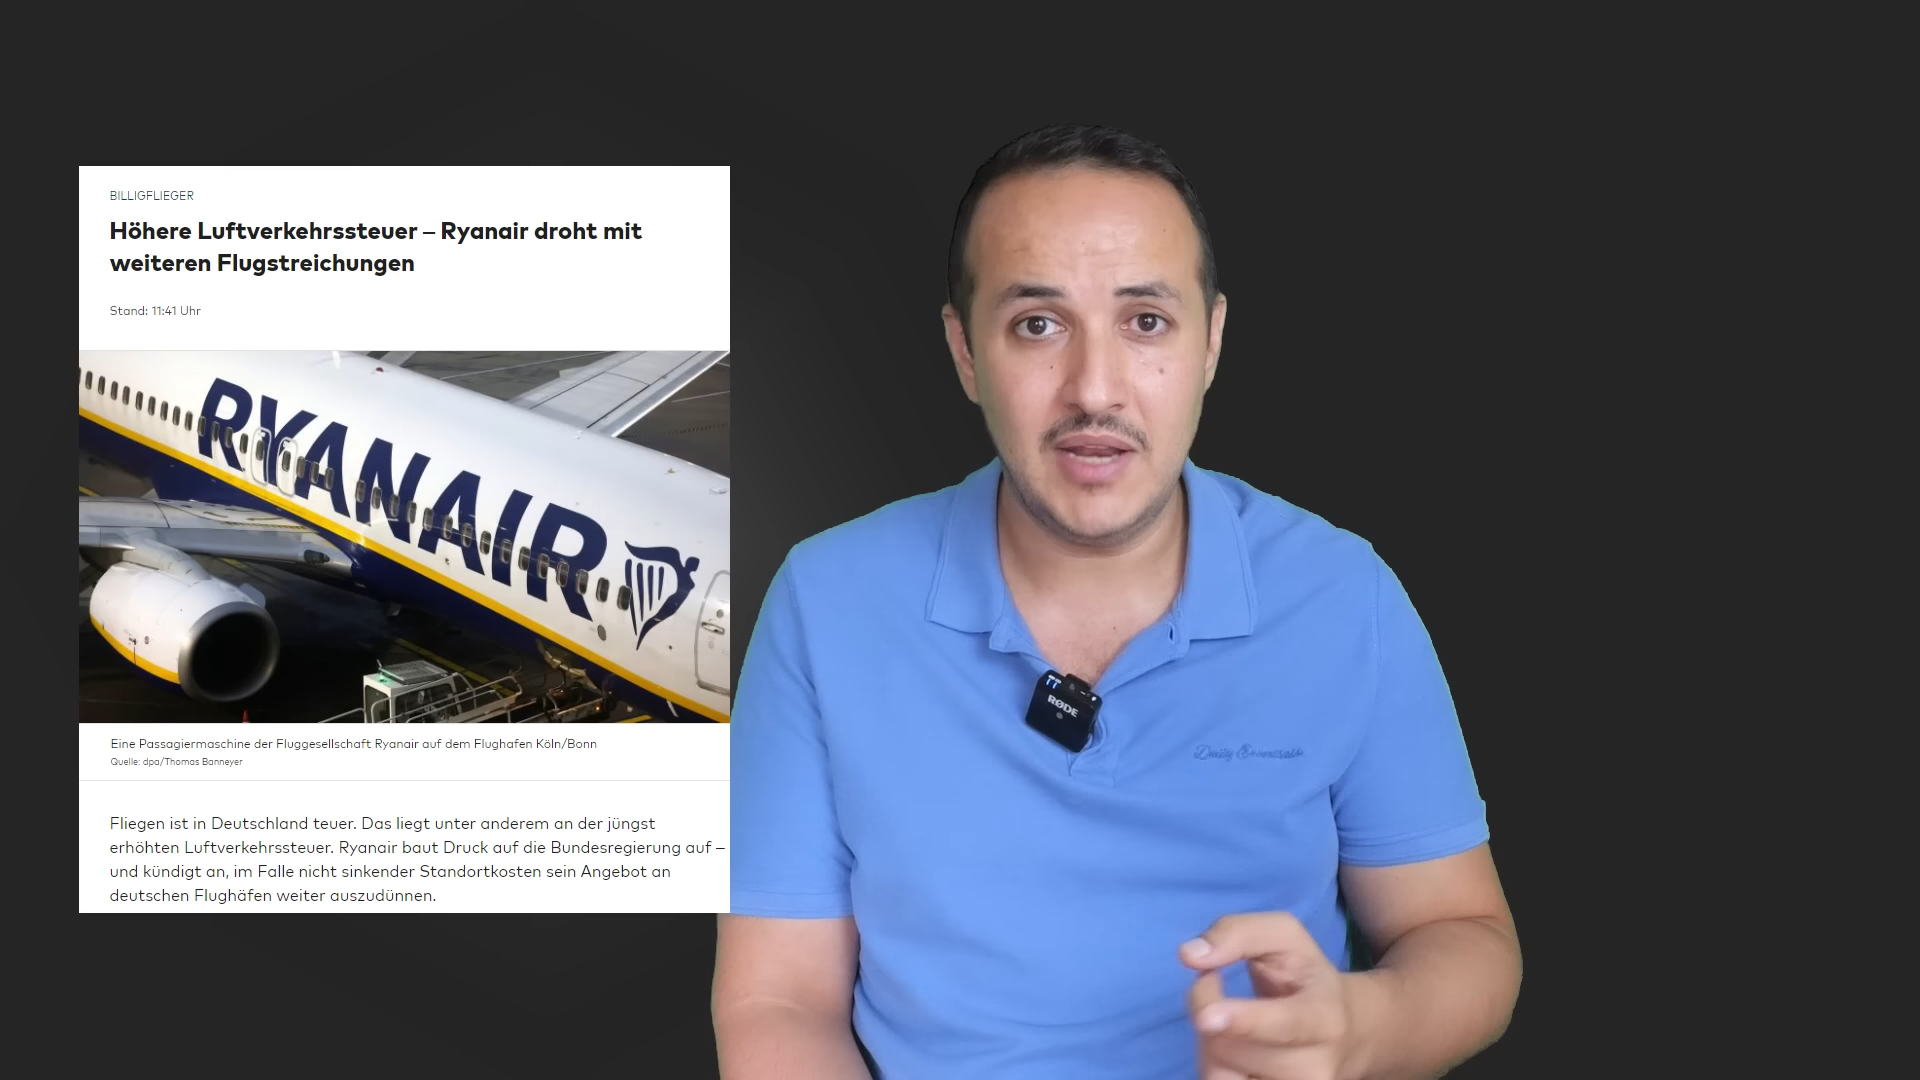 BILLIGFLIEGER
Höhere Luftverkehrssteuer – Ryanair droht mit
weiteren Flugstreichungen
Stand: 11:41 Uhr
RYANAIR
Eine Passagiermaschine der Fluggesellschaft Ryanair auf dem Flughafen Köln/Bonn
Quelle: dpa/Thomas Banneyer
Fliegen ist in Deutschland teuer. Das liegt unter anderem an der jüngst
erhöhten Luftverkehrssteuer. Ryanair baut Druck auf die Bundesregierung auf –
und kündigt an, im Falle nicht sinkender Standortkosten sein Angebot an
deutschen Flughäfen weiter auszudünnen.
RØDE